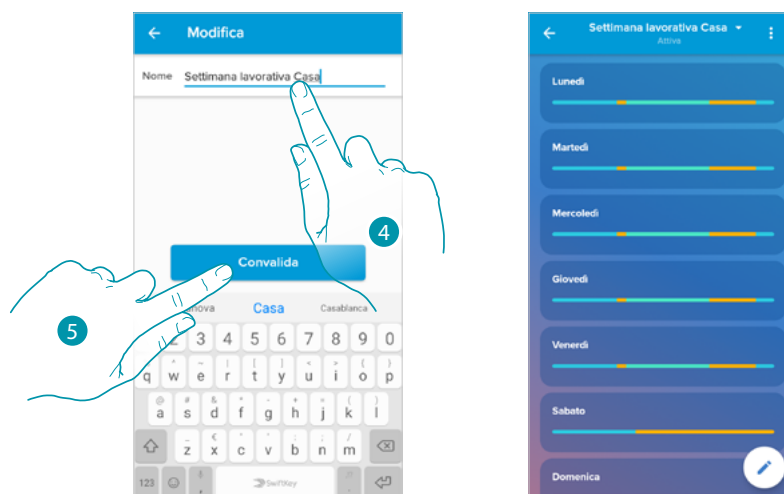 Modifica
Nome Settimana lavorativa Casa
4
Convalida
5
nova Casa Casablanca
2 3 4 5 6 7 8 9 0
q w e r t y u i o p
a s d f g h j k l
z x c v b n m
123 SwiftKey
Settimana lavorativa Casa
Attiva
Lunedì
Martedì
Mercoledì
Giovedì
Venerdì
Sabato
Domenica